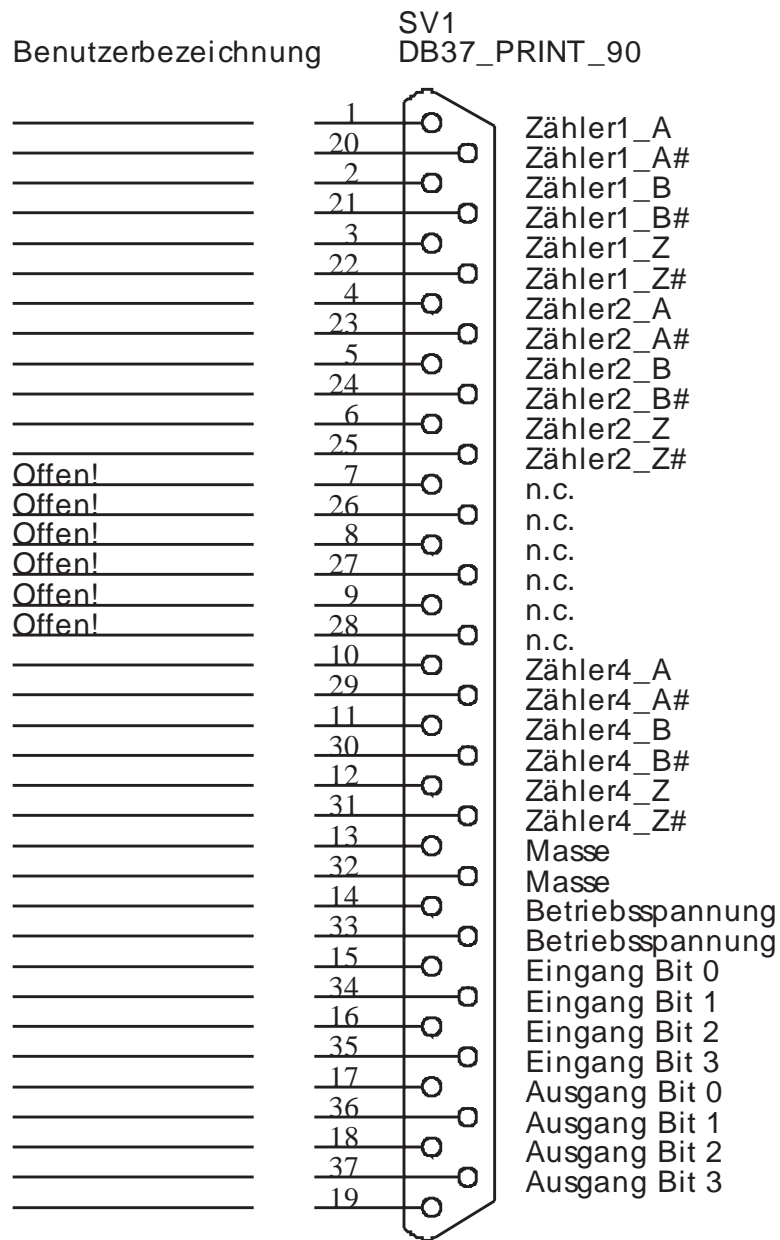 SV1
Benutzerbezeichnung DB37_PRINT_90
1 Zähler1_A
20 Zähler1_A#
2 Zähler1_B
21 Zähler1_B#
3 Zähler1_Z
22 Zähler1_Z#
4 Zähler2_A
23 Zähler2_A#
5 Zähler2_B
24 Zähler2_B#
6 Zähler2_Z
25 Zähler2_Z#
Offen! 7 n.c.
Offen! 26 n.c.
Offen! 8 n.c.
Offen! 27 n.c.
Offen! 9 n.c.
Offen! 28 n.c.
10 Zähler4_A
29 Zähler4_A#
11 Zähler4_B
30 Zähler4_B#
12 Zähler4_Z
31 Zähler4_Z#
13 Masse
32 Masse
14 Betriebsspannung
33 Betriebsspannung
15 Eingang Bit 0
34 Eingang Bit 1
16 Eingang Bit 2
35 Eingang Bit 3
17 Ausgang Bit 0
36 Ausgang Bit 1
18 Ausgang Bit 2
37 Ausgang Bit 3
19